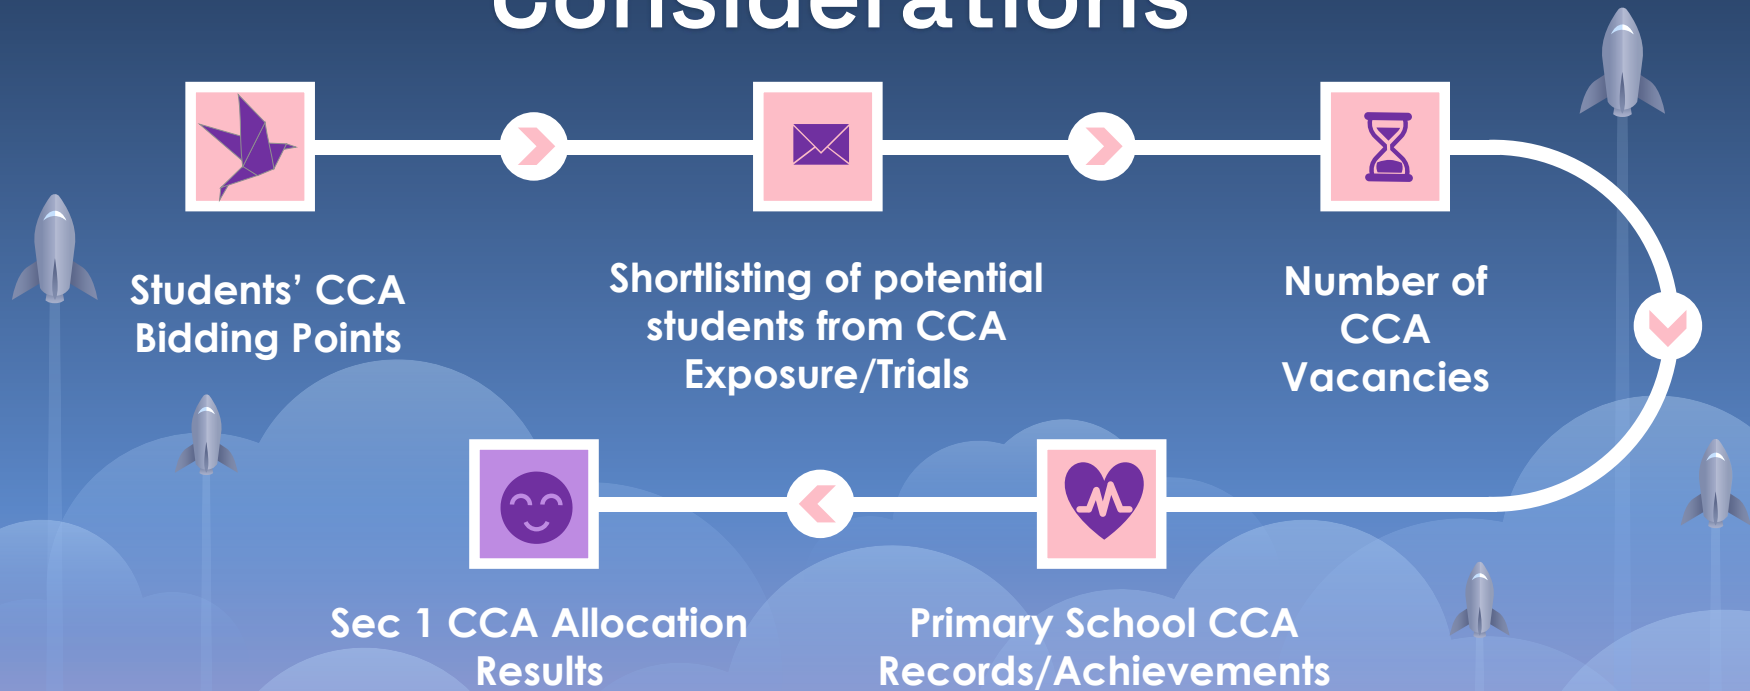 Considerations
Students’ CCA
Bidding Points
Shortlisting of potential
students from CCA
Exposure/Trials
Number of
CCA
Vacancies
Primary School CCA
Records/Achievements
Sec 1 CCA Allocation
Results